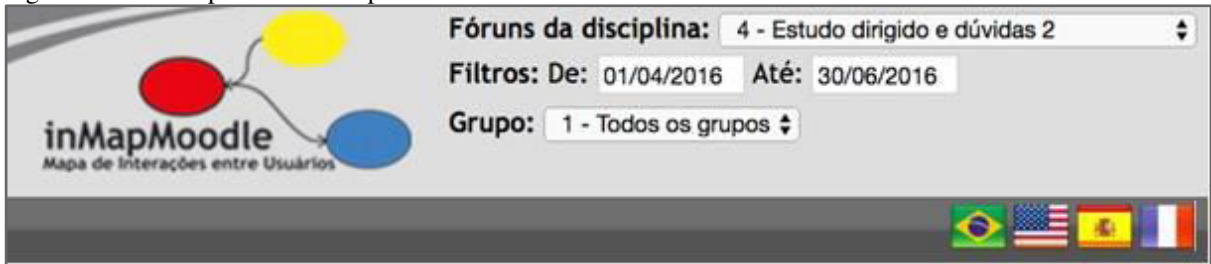 Fóruns da disciplina: 4 - Estudo dirigido e dúvidas 2
Filtros: De: 01/04/2016 Até: 30/06/2016
Grupo: 1 - Todos os grupos
inMapMoodle
Mapa de Interações entre Usuários